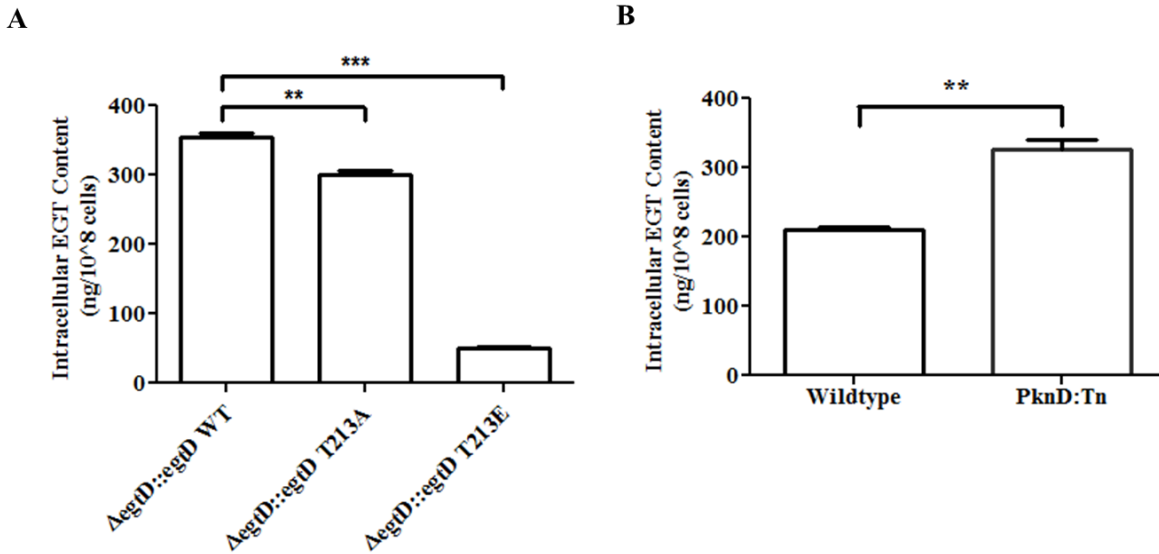 A
***
**
400
300
200
100
0
Intracellular EGT Content
(ng/10^8 cells)
ΔegtD::egtD WT
ΔegtD::egtD T213A
ΔegtD::egtD T213E
B
**
400
300
200
100
0
Intracellular EGT Content
(ng/10^8 cells)
Wildtype
PknD:Tn